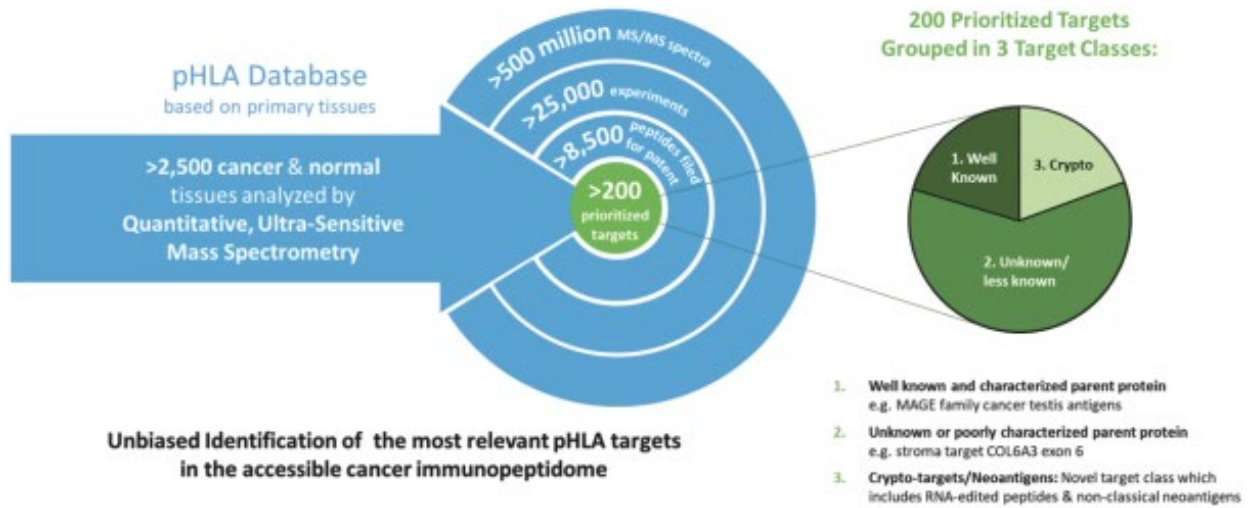 pHLA Database
based on primary tissues
>2,500 cancer & normal
tissues analyzed by
Quantitative, Ultra-Sensitive
Mass Spectrometry
>500 million MS/MS spectra
>25,000 experiments
>8,500 peptides filed
for patent
>200
prioritized
targets
Unbiased Identification of the most relevant pHLA targets
in the accessible cancer immunopeptidome
200 Prioritized Targets
Grouped in 3 Target Classes:
1. Well
Known
3. Crypto
2. Unknown/
less known
1. Well known and characterized parent protein
e.g. MAGE family cancer testis antigens
2. Unknown or poorly characterized parent protein
e.g. stroma target COL6A3 exon 6
3. Crypto-targets/Neoantigens: Novel target class which
includes RNA-edited peptides & non-classical neoantigens